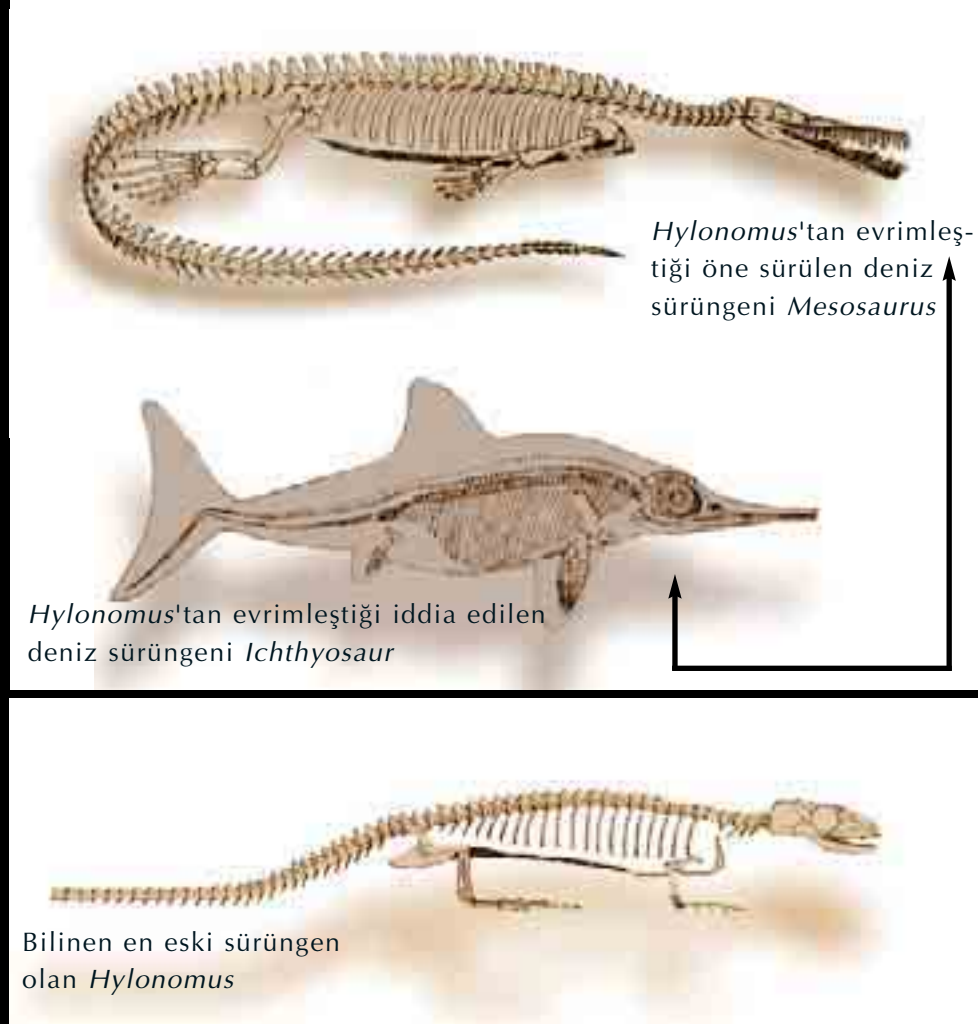 Hylonomus'tan evrimleş-
tiği öne sürülen deniz
sürüngeni Mesosaurus
Hylonomus'tan evrimleştiği iddia edilen
deniz sürüngeni Ichthyosaur
Bilinen en eski sürüngen
olan Hylonomus